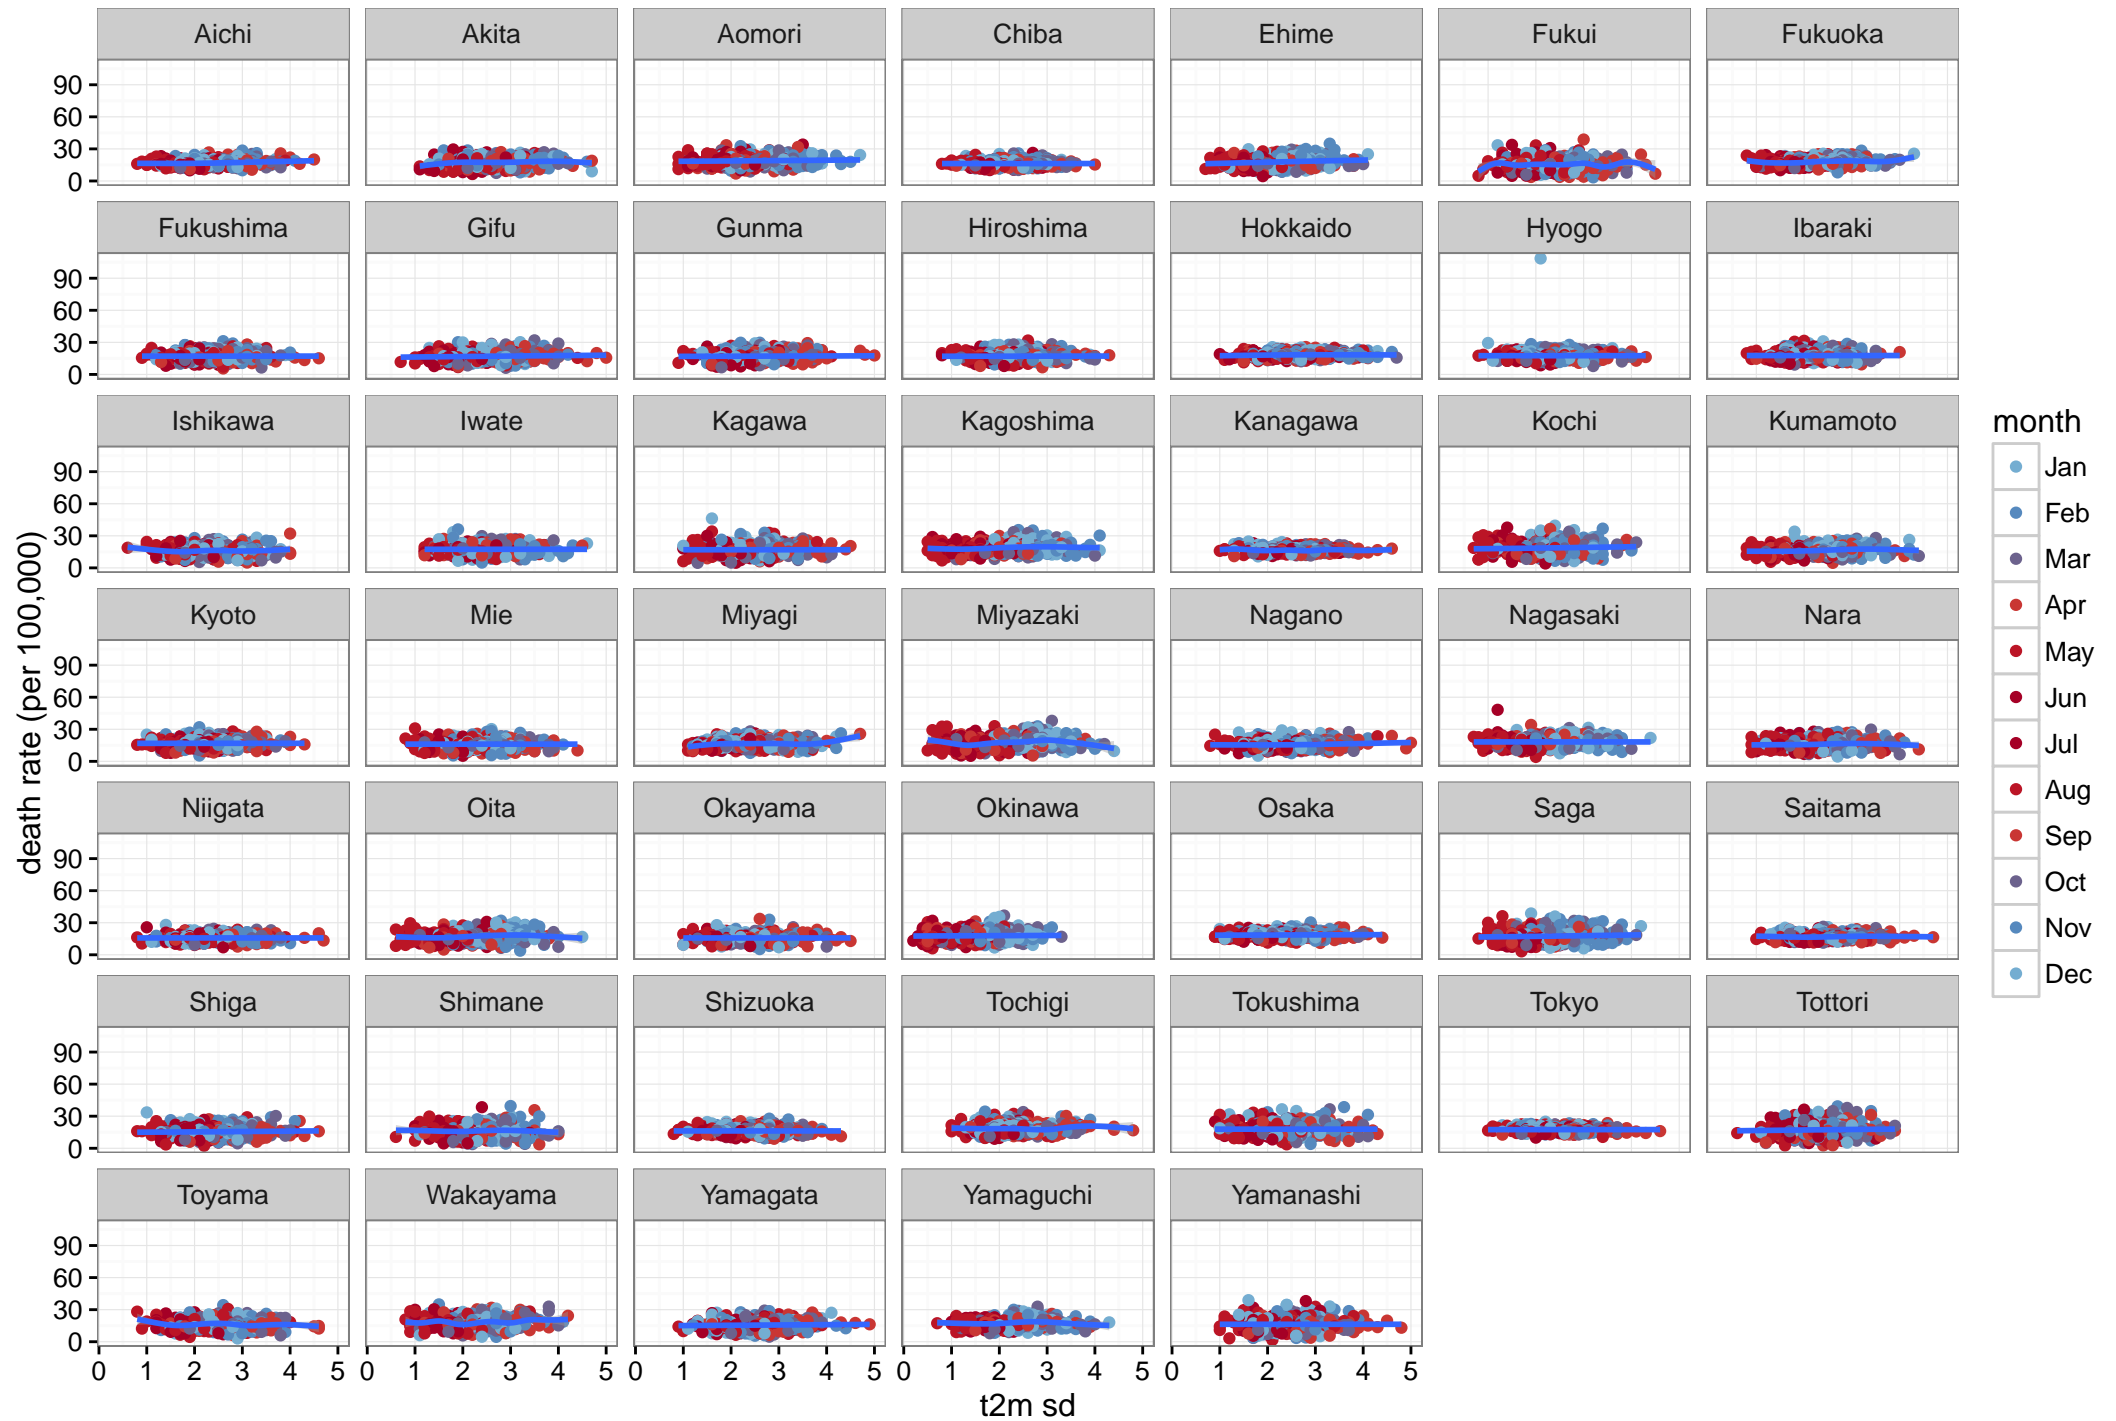 Aichi Akita Aomori Chiba Ehime Fukui Fukuoka
90
60
30
0
Fukushima Gifu Gunma Hiroshima Hokkaido Hyogo Ibaraki
90
60
30
0
Ishikawa Iwate Kagawa Kagoshima Kanagawa Kochi Kumamoto
90
60
30
0
Kyoto Mie Miyagi Miyazaki Nagano Nagasaki Nara
90
60
30
0
Niigata Oita Okayama Okinawa Osaka Saga Saitama
90
60
30
0
Shiga Shimane Shizuoka Tochigi Tokushima Tokyo Tottori
90
60
30
0
Toyama Wakayama Yamagata Yamaguchi Yamanashi
90
60
30
0
0 1 2 3 4 5 0 1 2 3 4 5 0 1 2 3 4 5 0 1 2 3 4 5 0 1 2 3 4 5
t2m sd
death rate (per 100,000)
month
Jan
Feb
Mar
Apr
May
Jun
Jul
Aug
Sep
Oct
Nov
Dec